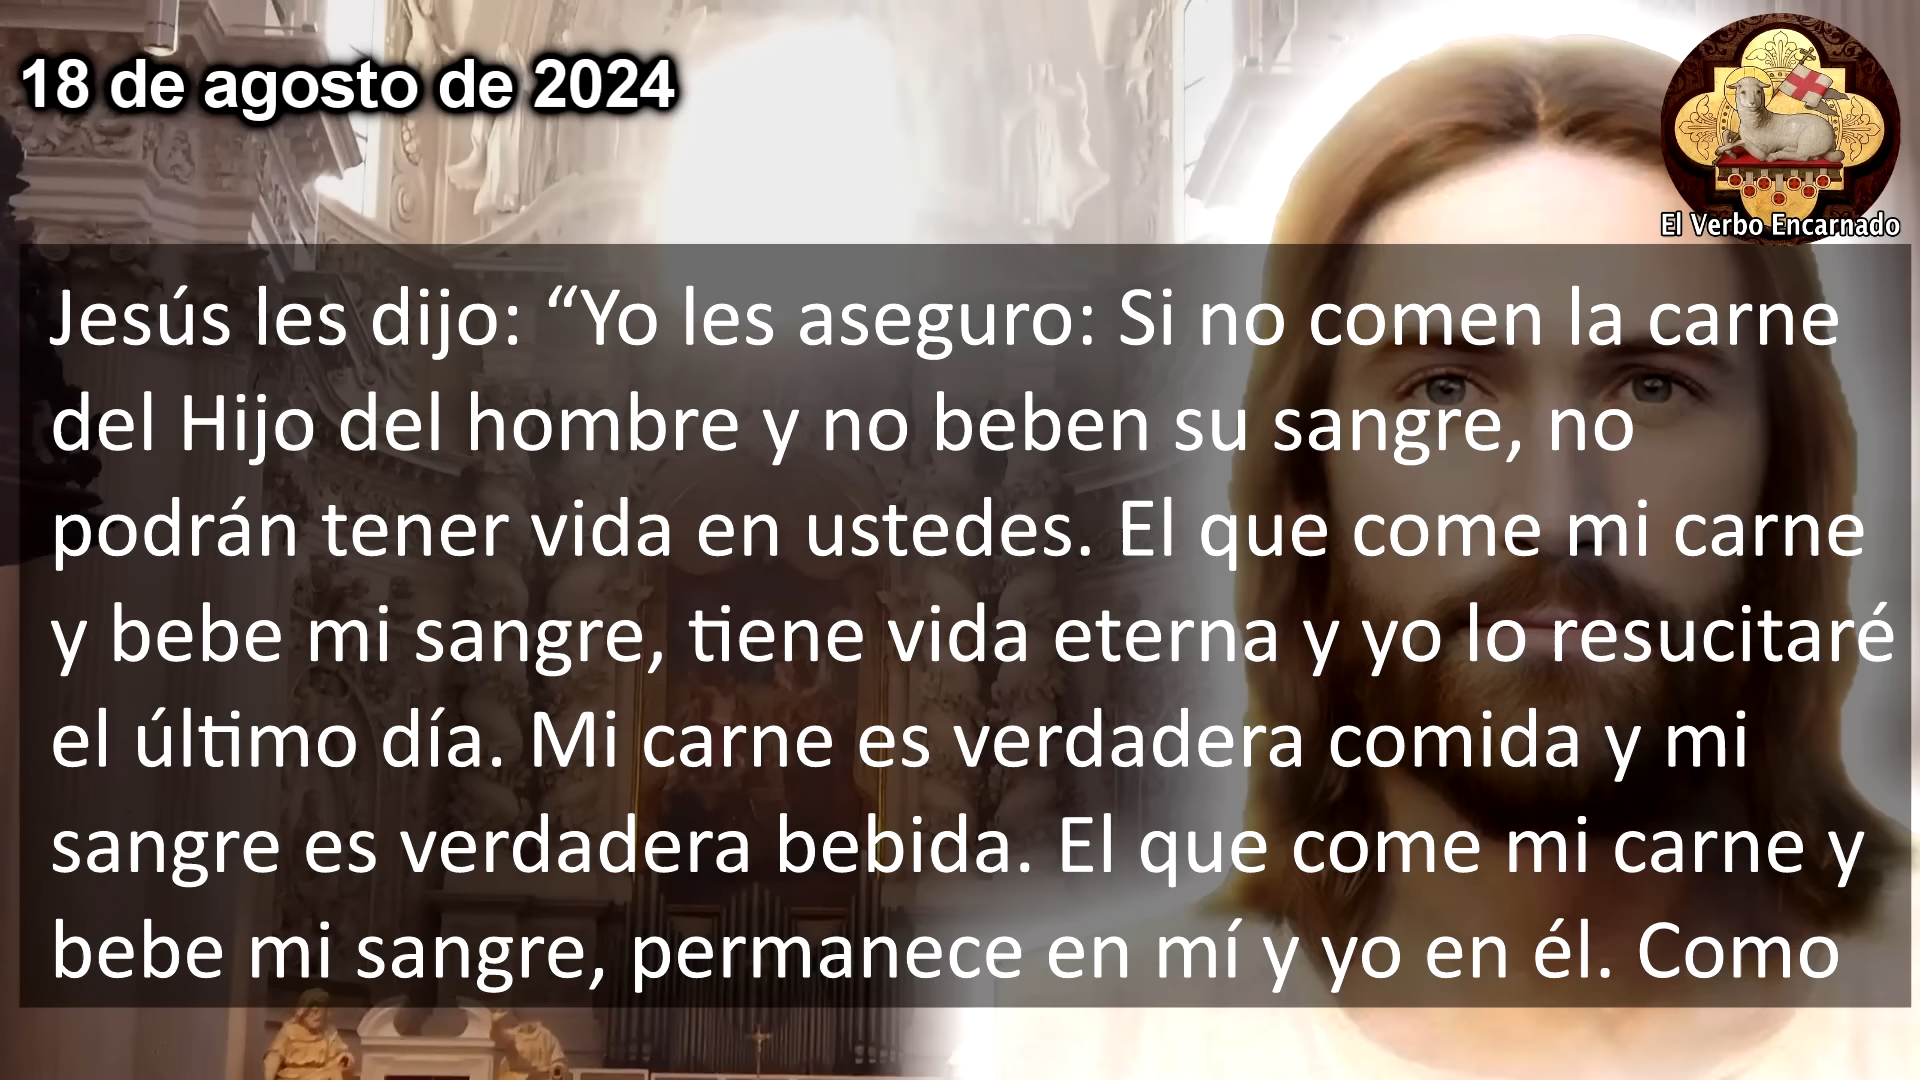 18 de agosto de 2024
El Verbo Encarnado
Jesús les dijo: “Yo les aseguro: Si no comen la carne
del Hijo del hombre y no beben su sangre, no
podrán tener vida en ustedes. El que come mi carne
y bebe mi sangre, tiene vida eterna y yo lo resucitaré
el último día. Mi carne es verdadera comida y mi
sangre es verdadera bebida. El que come mi carne y
bebe mi sangre, permanece en mí y yo en él. Como